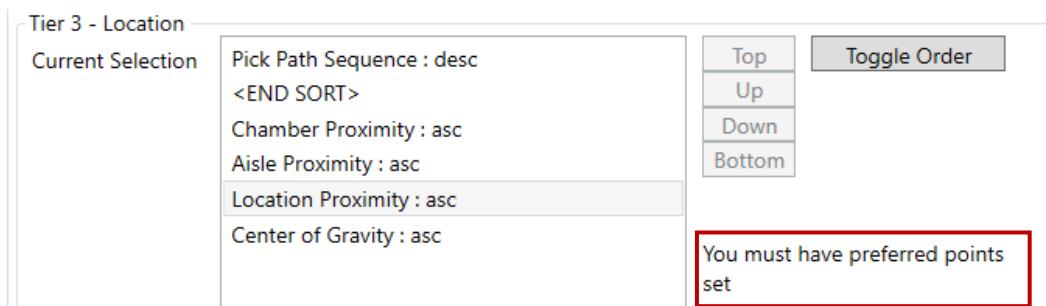 Tier 3 - Location
Current Selection
Pick Path Sequence : desc
<END SORT>
Chamber Proximity : asc
Aisle Proximity : asc
Location Proximity : asc
Center of Gravity : asc
Top
Up
Down
Bottom
Toggle Order
You must have preferred points
set